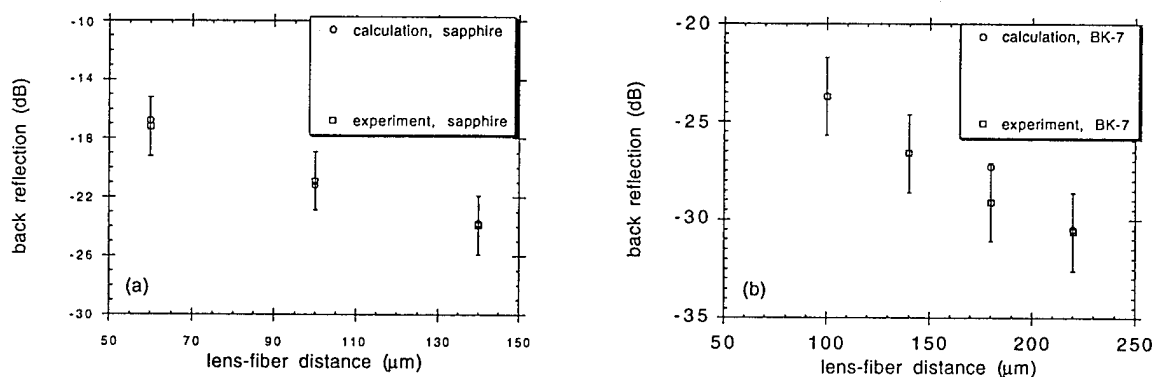 -10
-14
-18
-22
-26
-30
back reflection (dB)
calculation, sapphire
experiment, sapphire
(a)
50 70 90 110 130 150
lens-fiber distance (μm)
-20
-25
-30
-35
back reflection (dB)
calculation, BK-7
experiment, BK-7
(b)
50 100 150 200 250
lens-fiber distance (μm)